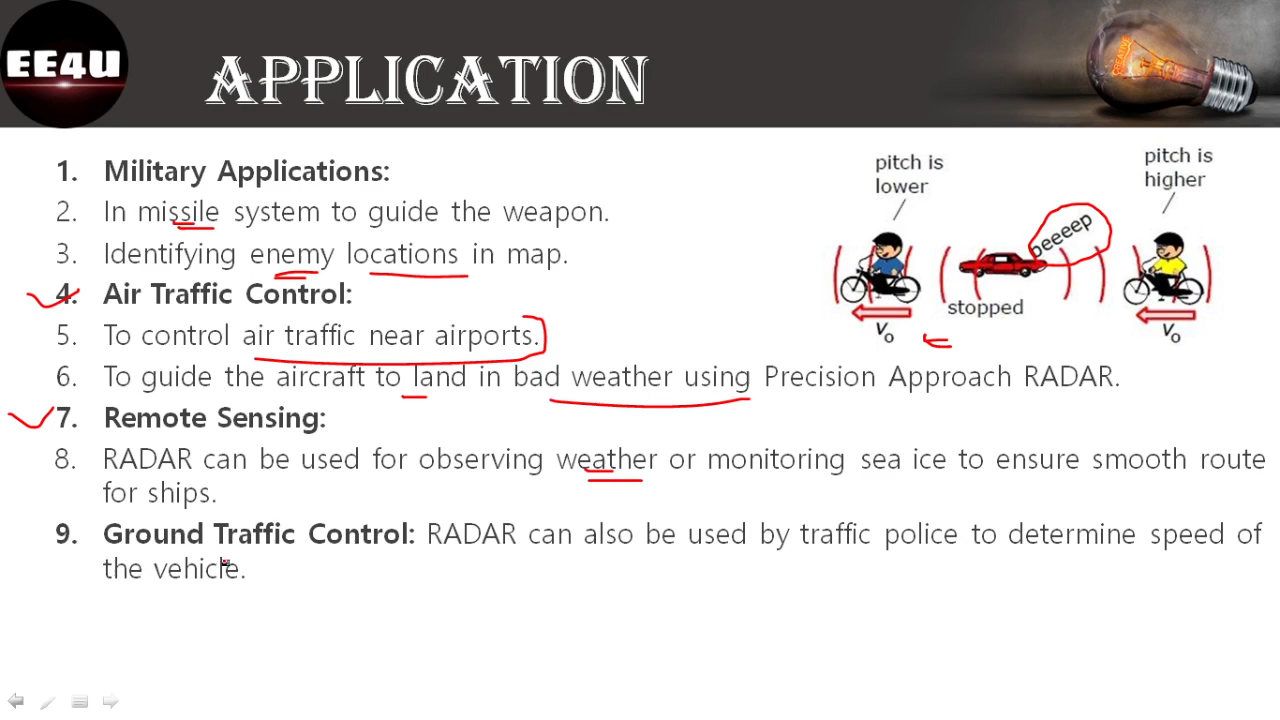 EE4U
APPLICATION
CREATIVE
1. Military Applications:
2. In missile system to guide the weapon.
3. Identifying enemy locations in map.
4. Air Traffic Control:
5. To control air traffic near airports.
6. To guide the aircraft to land in bad weather using Precision Approach RADAR.
7. Remote Sensing:
8. RADAR can be used for observing weather or monitoring sea ice to ensure smooth route
for ships.
9. Ground Traffic Control: RADAR can also be used by traffic police to determine speed of
the vehicle.
pitch is
lower
pitch is
higher
beeeep
stopped
vo
vo